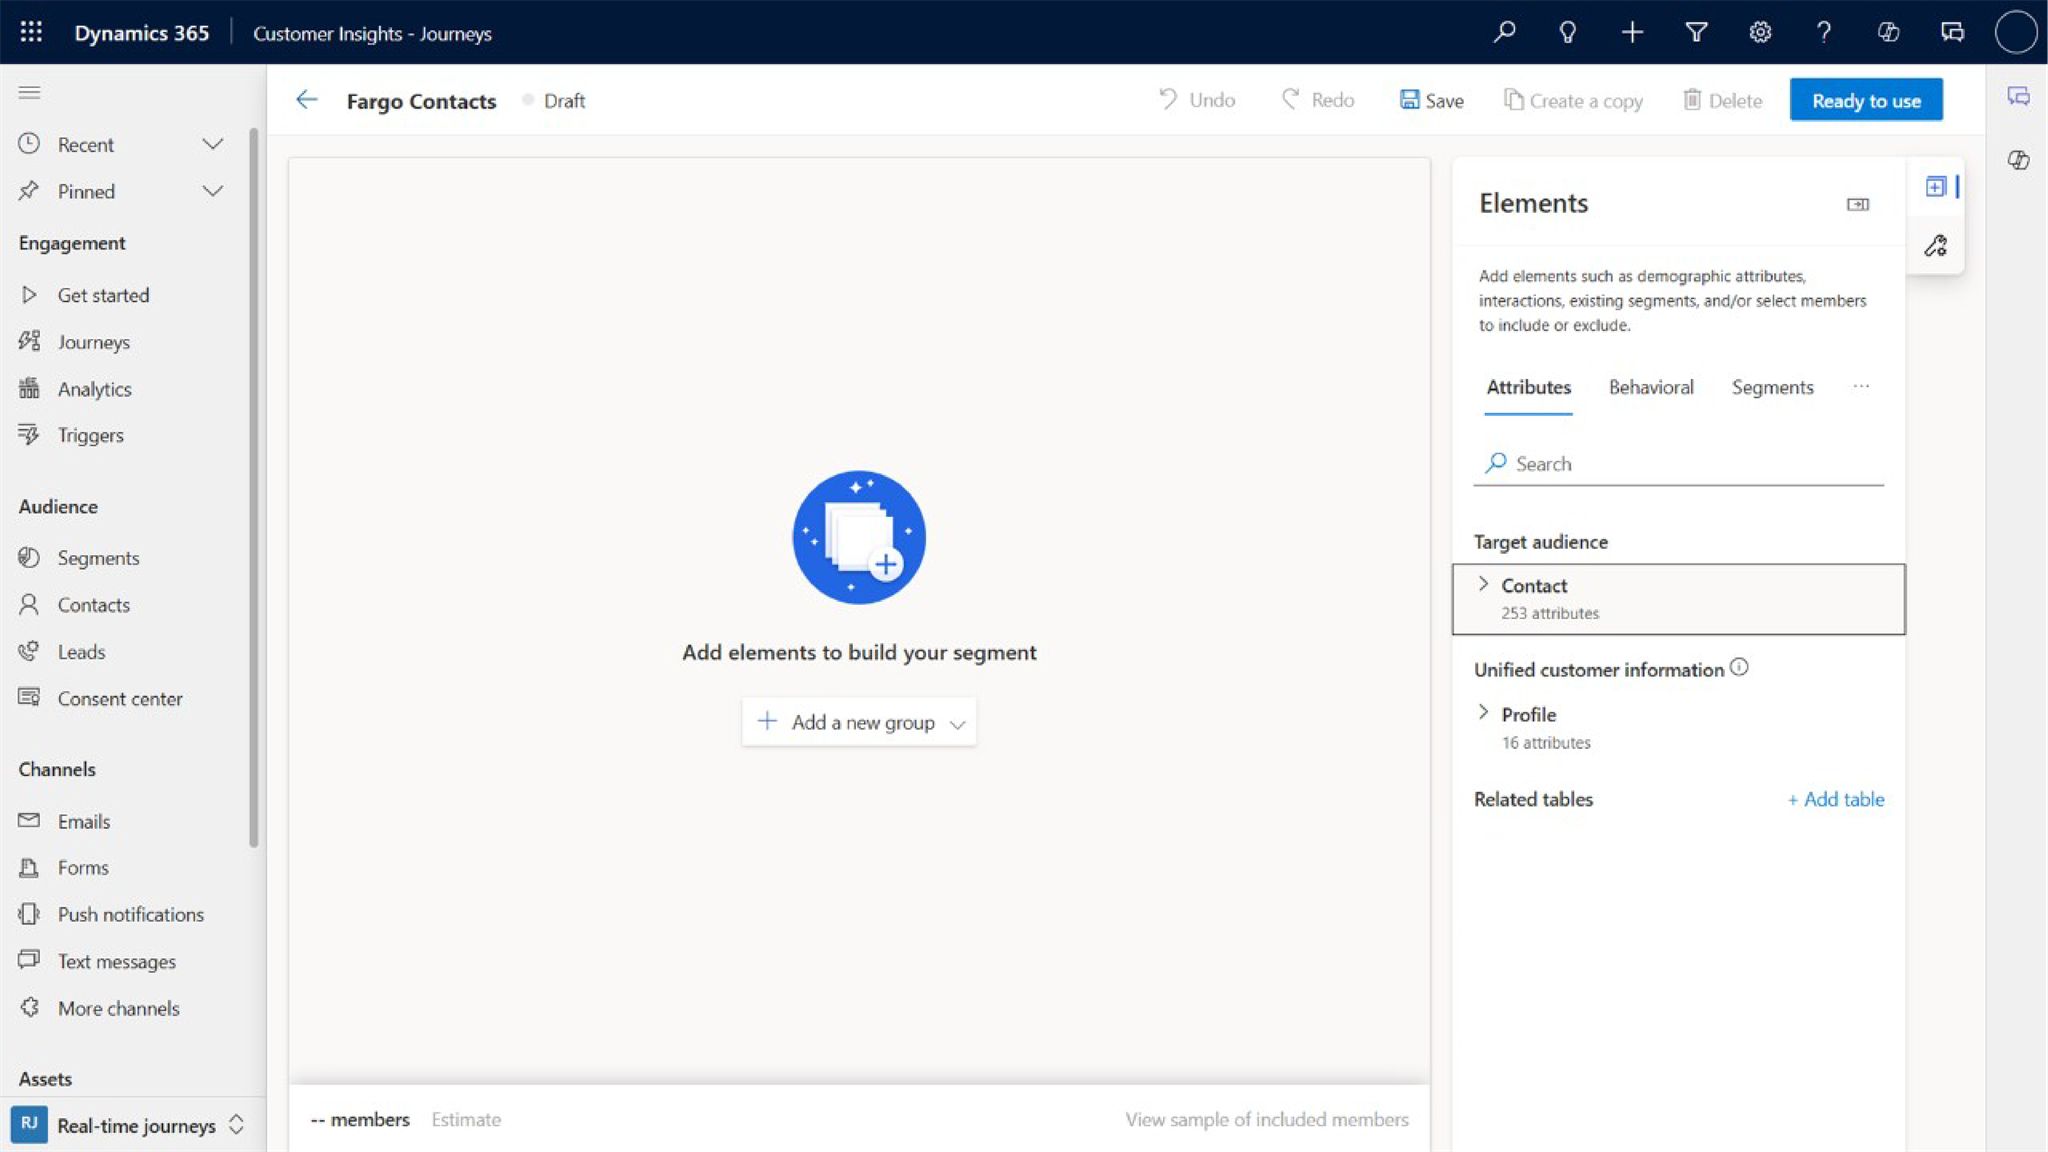 Dynamics 365
Customer Insights - Journeys
Fargo Contacts
Draft
Undo
Redo
Save
Create a copy
Delete
Ready to use
Recent
Pinned
Engagement
Get started
Journeys
Analytics
Triggers
Audience
Segments
Contacts
Leads
Consent center
Channels
Emails
Forms
Push notifications
Text messages
More channels
Assets
RJ
Real-time journeys
Add elements to build your segment
+ Add a new group
-- members
Estimate
View sample of included members
Elements
Add elements such as demographic attributes,
interactions, existing segments, and/or select members
to include or exclude.
Attributes
Behavioral
Segments
...
Search
Target audience
Contact
253 attributes
Unified customer information
Profile
16 attributes
Related tables
+ Add table